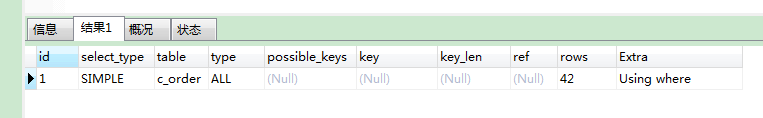 信息 结果1 概况 状态
id select_type table type possible_keys key key_len ref rows Extra
1 SIMPLE c_order ALL (Null) (Null) (Null) (Null) 42 Using where